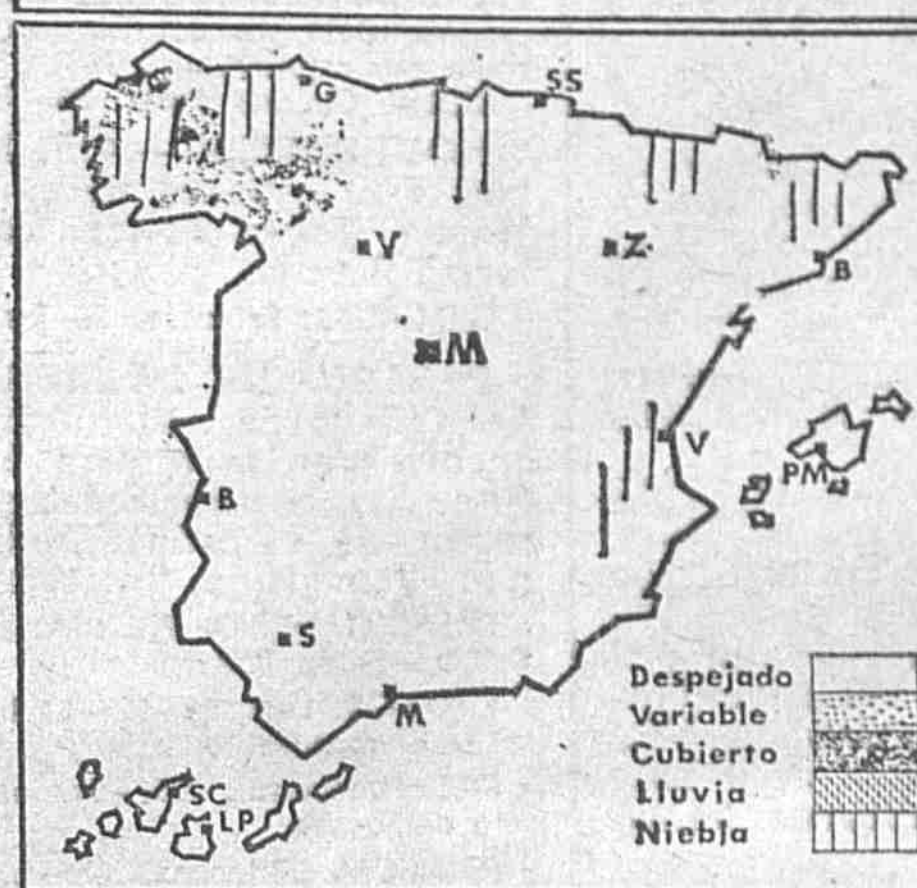 G
SS
V
Z
B
M
V
PM
B
S
M
SC
LP
Despejado
Variable
Cubierto
Lluvia
Niebla